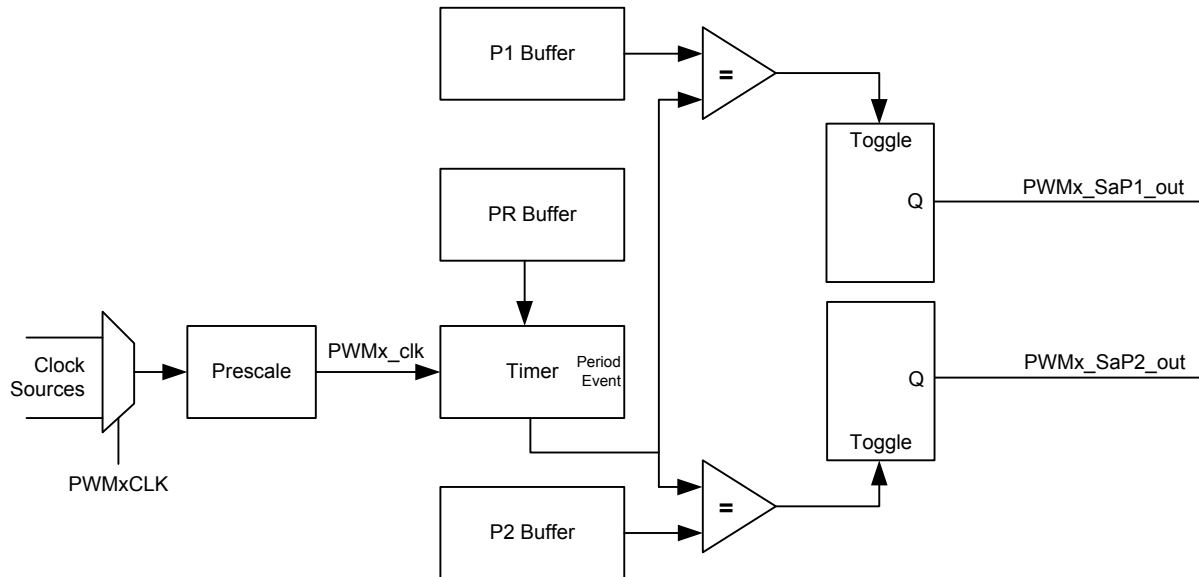 P1 Buffer
=
Toggle
Q
PWMx_SaP1_out
PR Buffer
Clock
Sources
PWMxCLK
Prescale
PWMx_clk
Timer
Period
Event
Q
Toggle
PWMx_SaP2_out
P2 Buffer
=